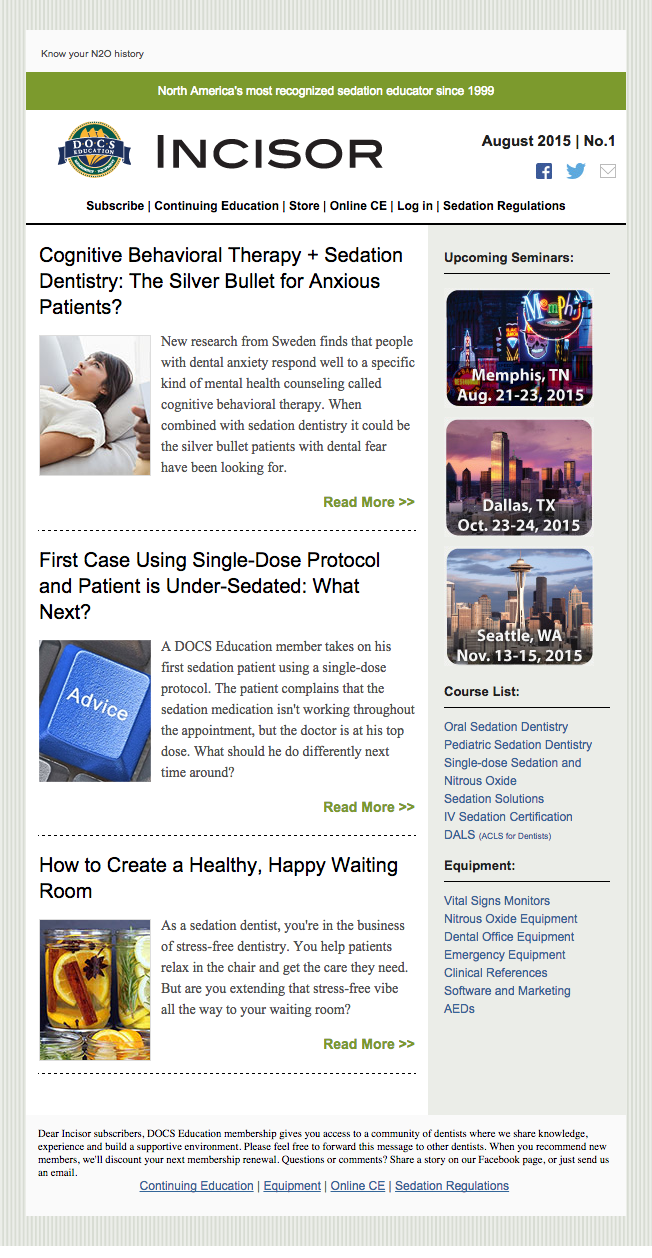 Know your N2O history
North America's most recognized sedation educator since 1999
DOCS
EDUCATION
INCISOR
August 2015 | No.1
Subscribe | Continuing Education | Store | Online CE | Log in | Sedation Regulations
Cognitive Behavioral Therapy + Sedation
Dentistry: The Silver Bullet for Anxious
Patients?
New research from Sweden finds that people
with dental anxiety respond well to a specific
kind of mental health counseling called
cognitive behavioral therapy. When
combined with sedation dentistry it could be
the silver bullet patients with dental fear
have been looking for.
Read More >>
First Case Using Single-Dose Protocol
and Patient is Under-Sedated: What
Next?
Advice
A DOCS Education member takes on his
first sedation patient using a single-dose
protocol. The patient complains that the
sedation medication isn't working throughout
the appointment, but the doctor is at his top
dose. What should he do differently next
time around?
Read More >>
How to Create a Healthy, Happy Waiting
Room
As a sedation dentist, you're in the business
of stress-free dentistry. You help patients
relax in the chair and get the care they need.
But are you extending that stress-free vibe
all the way to your waiting room?
Read More >>
Upcoming Seminars:
Memphis
Memphis, TN
Aug. 21-23, 2015
Dallas, TX
Oct. 23-24, 2015
Seattle, WA
Nov. 13-15, 2015
Course List:
Oral Sedation Dentistry
Pediatric Sedation Dentistry
Single-dose Sedation and
Nitrous Oxide
Sedation Solutions
IV Sedation Certification
DALS (ACLS for Dentists)
Equipment:
Vital Signs Monitors
Nitrous Oxide Equipment
Dental Office Equipment
Emergency Equipment
Clinical References
Software and Marketing
AEDs
Dear Incisor subscribers, DOCS Education membership gives you access to a community of dentists where we share knowledge,
experience and build a supportive environment. Please feel free to forward this message to other dentists. When you recommend new
members, we'll discount your next membership renewal. Questions or comments? Share a story on our Facebook page, or just send us
an email.
Continuing Education | Equipment | Online CE | Sedation Regulations